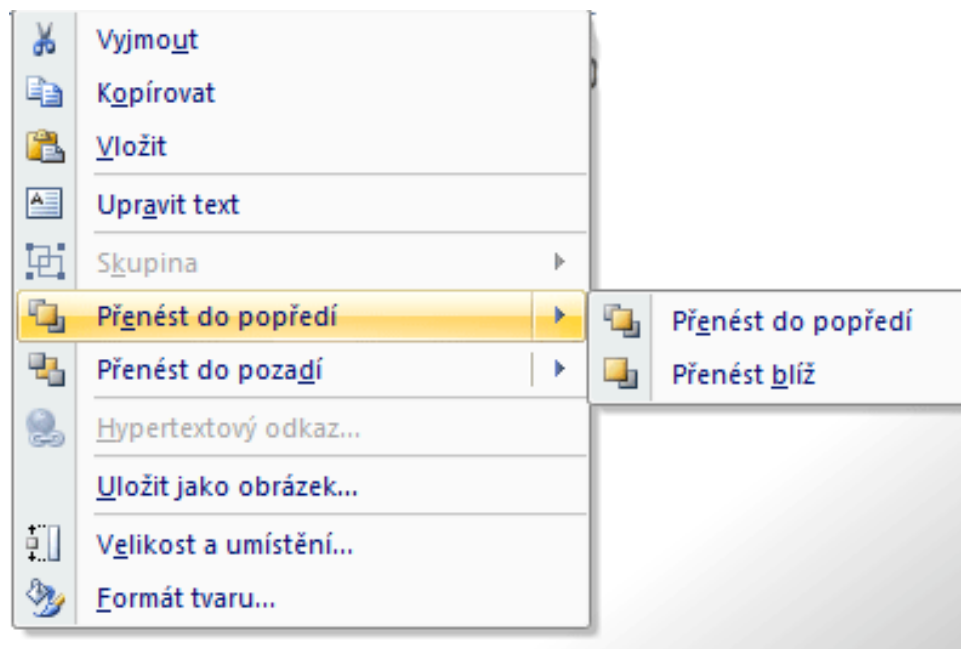 Vyjmout
Kopírovat
Vložit
Upravit text
Skupina
Přenést do popředí
Přenést do pozadí
Hypertextový odkaz...
Uložit jako obrázek...
Velikost a umístění...
Formát tvaru...
Přenést do popředí
Přenést blíž